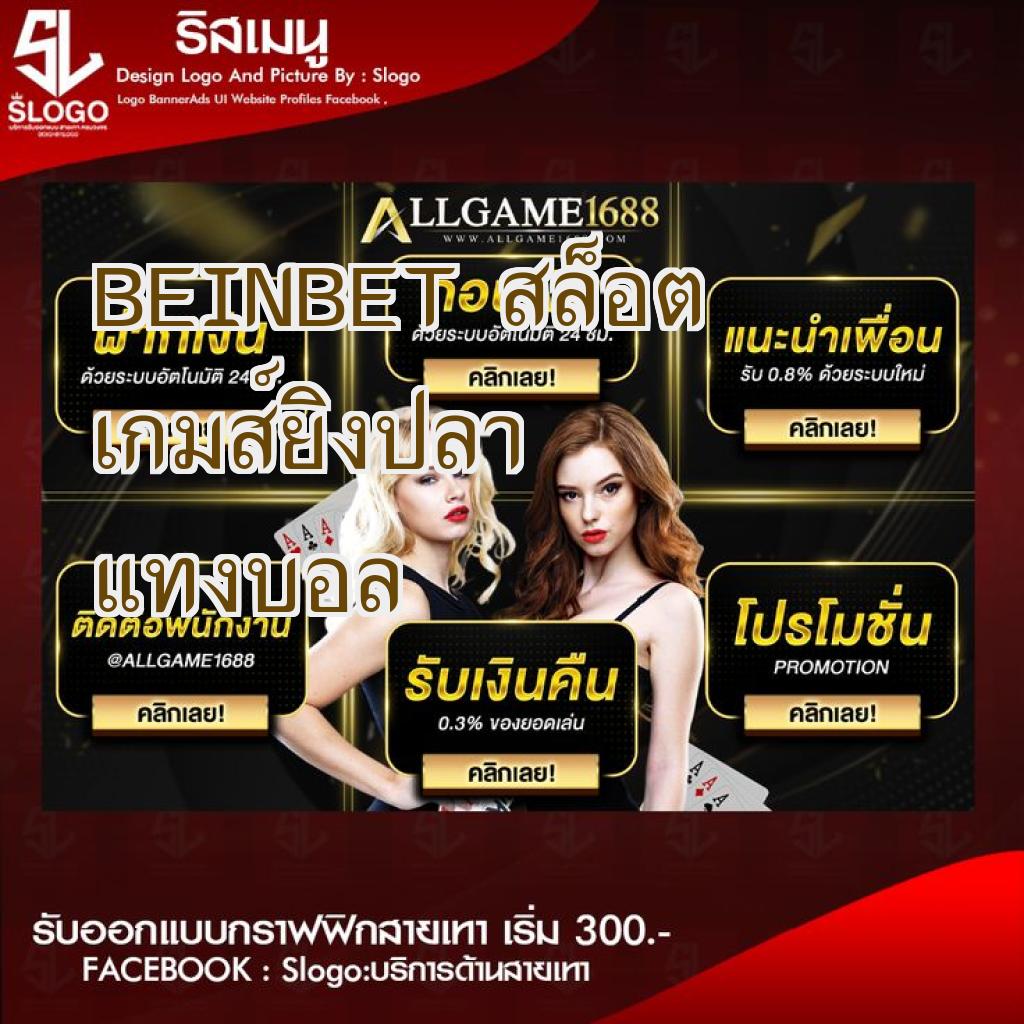 SL
ริสเมนู
Design Logo And Picture By : Slogo
SLOGO
Logo BannerAds UI Website Profiles Facebook .
ALLGAME1688
WWW.ALLGAME1688.COM
BEINBET สล็อต
ด้วยระบบอัตโนมัติ 24 ชม.
แนะนำเพื่อน
ด้วยระบบอัตโนมัติ 24
รับ 0.8% ด้วยระบบใหม่
คลิกเลย!
คลิกเลย!
เกมส์ยิงปลา
แทงบอล
ติดต่อพนักงาน
@ALLGAME1688
คลิกเลย!
รับเงินคืน
0.3% ของยอดเล่น
คลิกเลย!
โปรโมชั่น
PROMOTION
คลิกเลย!
รับออกแบบกราฟฟิกสายเทา เริ่ม 300.-
FACEBOOK : Slogo:บริการด้านสายเทา